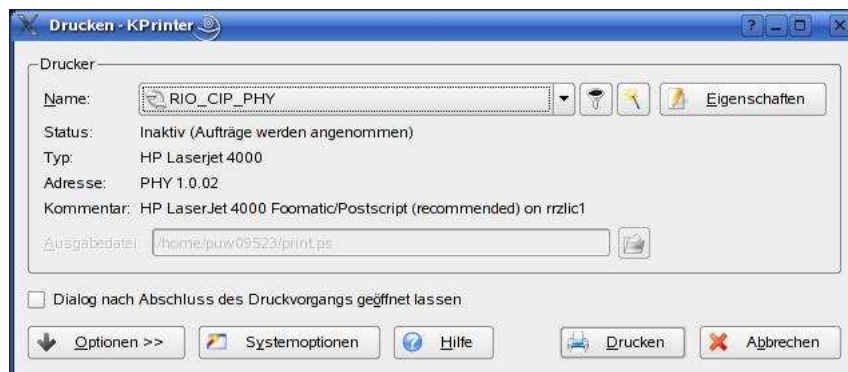 Drucken - KPrinter
Drucker
Name: RIO_CIP_PHY Eigenschaften
Status: Inaktiv (Aufträge werden angenommen)
Typ: HP Laserjet 4000
Adresse: PHY 1.0.02
Kommentar: HP LaserJet 4000 Foomatic/Postscript (recommended) on rrzlic1
Ausgabedatei: /home/puw09523/print.ps
Dialog nach Abschluss des Druckvorgangs geöffnet lassen
Optionen >> Systemoptionen Hilfe Drucken Abbrechen